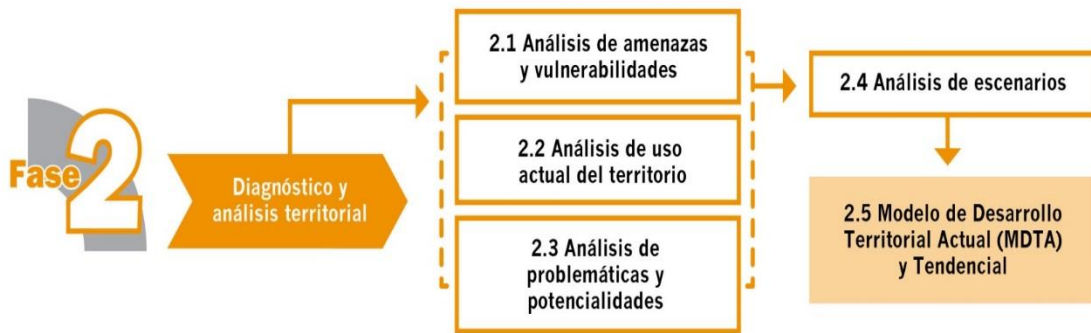 Fase 2
Diagnóstico y
análisis territorial
2.1 Análisis de amenazas
y vulnerabilidades
2.2 Análisis de uso
actual del territorio
2.3 Análisis de
problemáticas y
potencialidades
2.4 Análisis de escenarios
2.5 Modelo de Desarrollo
Territorial Actual (MDTA)
y Tendencial